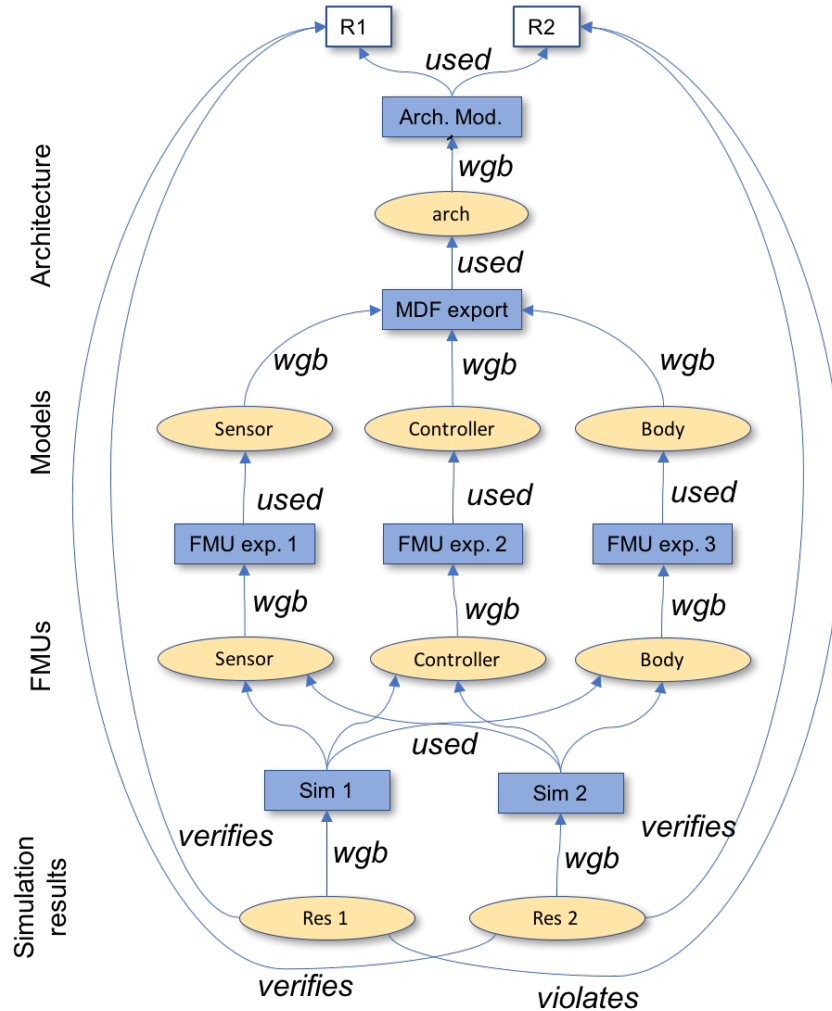 R1
R2
used
Arch. Mod.
wgb
Architecture
arch
used
MDF export
wgb
wgb
wgb
Models
Sensor
Controller
Body
used
used
used
FMU exp. 1
FMU exp. 2
FMU exp. 3
wgb
wgb
wgb
FMUs
Sensor
Controller
Body
used
Sim 1
Sim 2
verifies
verifies
wgb
wgb
Simulation
results
Res 1
Res 2
verifies
violates